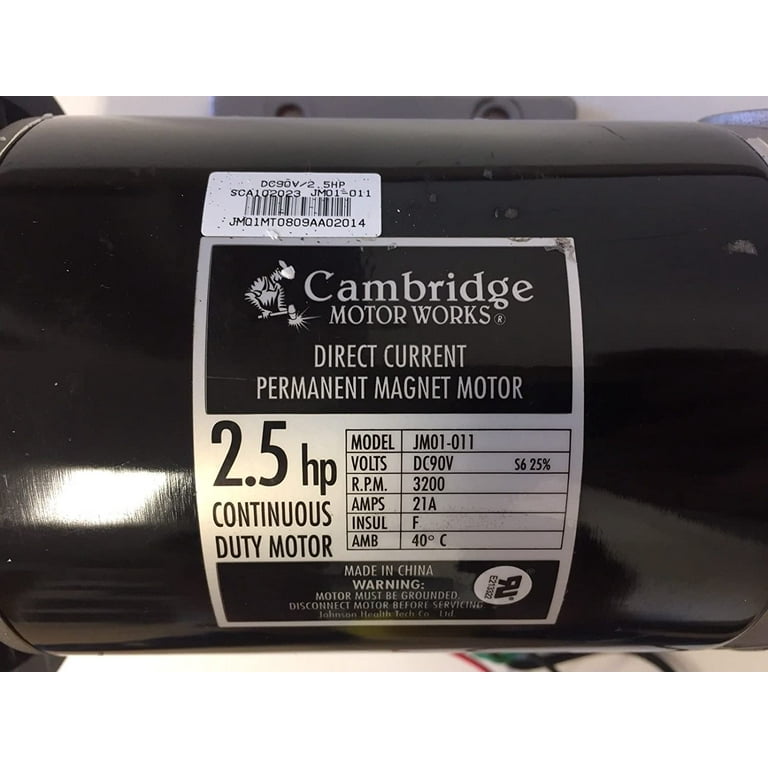 DC90V/2.5HP
SCA102023 JM01-011
JM01MT0809AA02014
Cambridge
MOTOR WORKS®
DIRECT CURRENT
PERMANENT MAGNET MOTOR
2.5 hp
CONTINUOUS
DUTY MOTOR
MODEL JM01-011
VOLTS DC90V S6 25%
R.P.M. 3200
AMPS 21A
INSUL F
AMB 40° C
MADE IN CHINA
WARNING:
MOTOR MUST BE GROUNDED.
DISCONNECT MOTOR BEFORE SERVICING
Johnson Health Tech Co Ltd